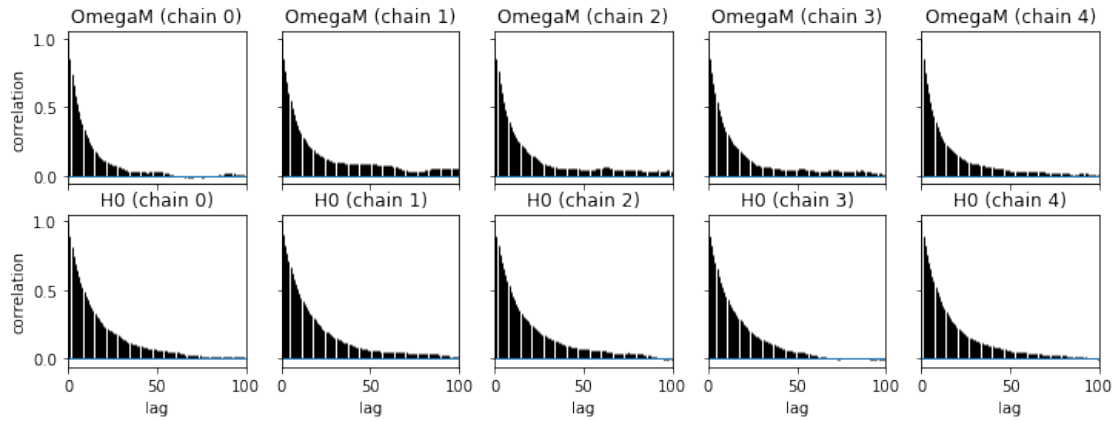 OmegaM (chain 0) OmegaM (chain 1) OmegaM (chain 2) OmegaM (chain 3) OmegaM (chain 4)
1.0
0.5
0.0
correlation
H0 (chain 0) H0 (chain 1) H0 (chain 2) H0 (chain 3) H0 (chain 4)
1.0
0.5
0.0
correlation
0 50 100 0 50 100 0 50 100 0 50 100 0 50 100
lag lag lag lag lag